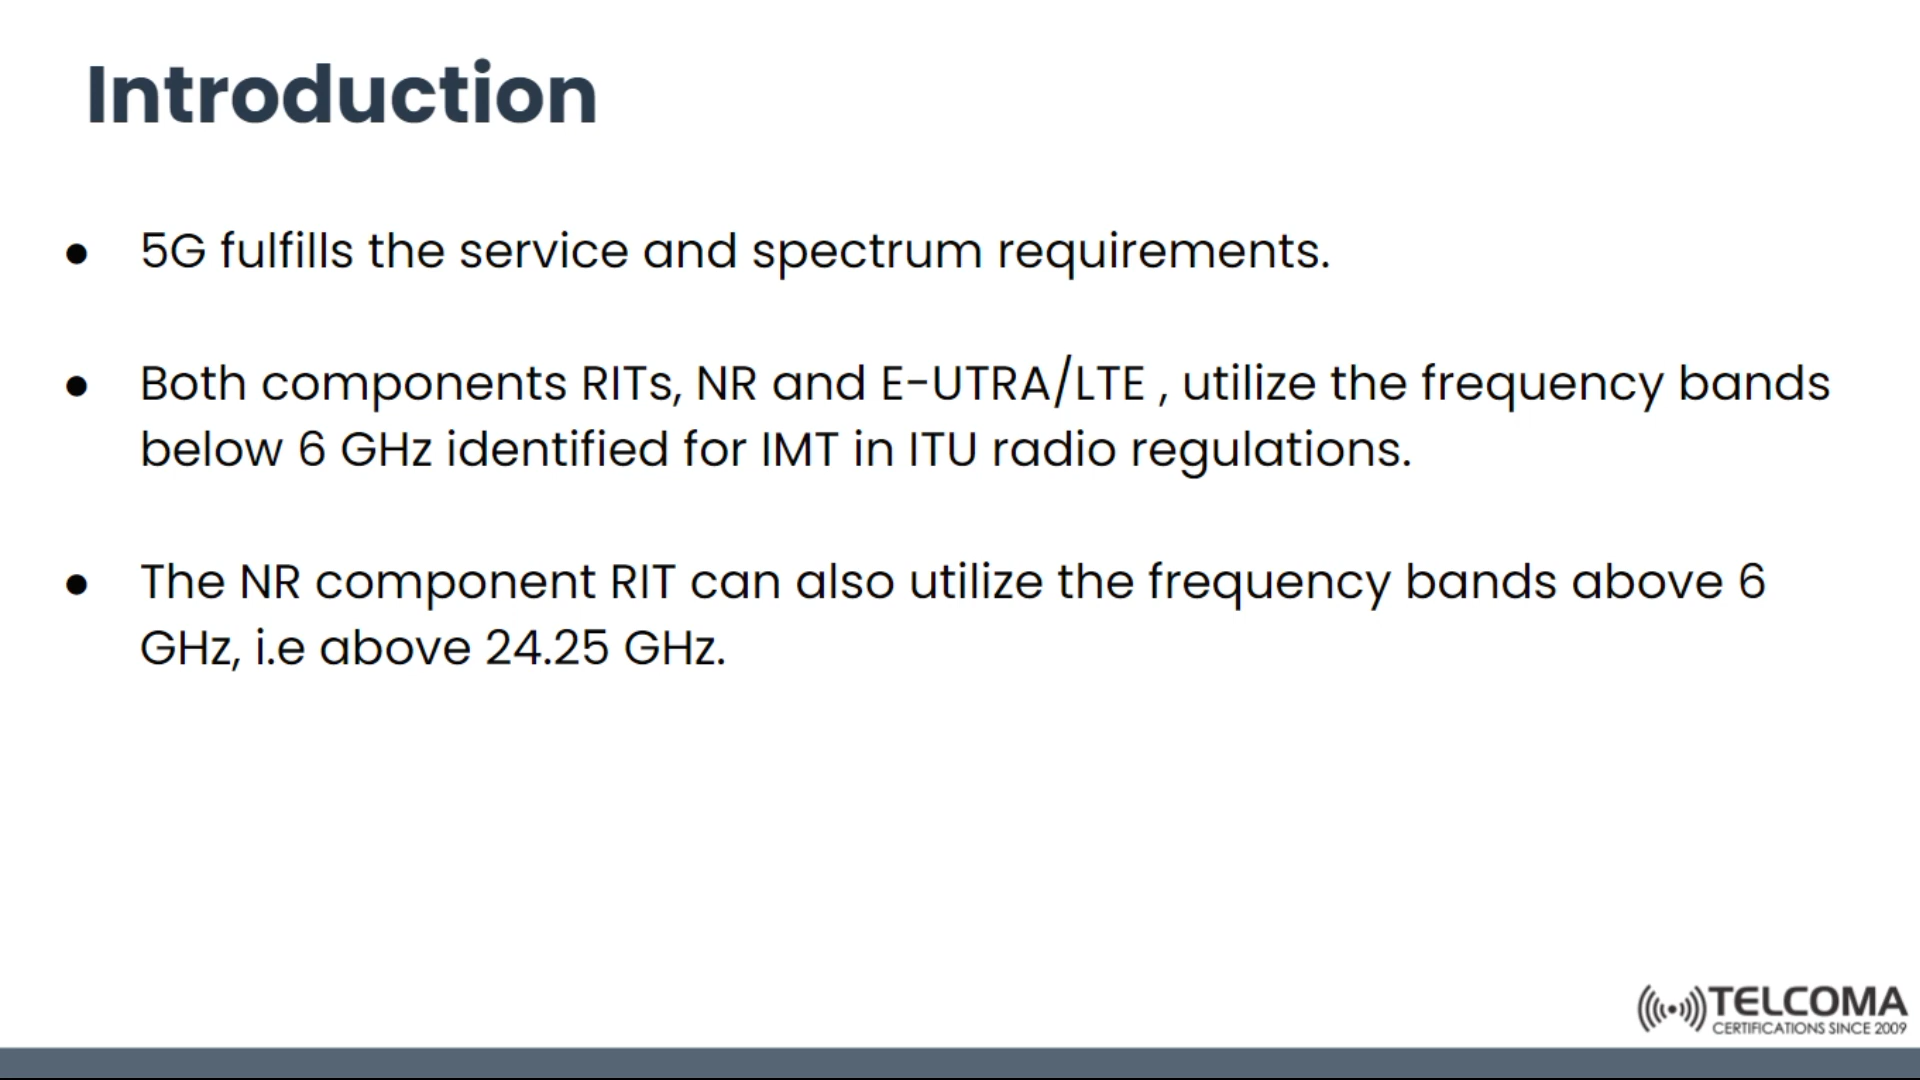 Introduction
● 5G fulfills the service and spectrum requirements.
● Both components RITs, NR and E-UTRA/LTE , utilize the frequency bands
below 6 GHz identified for IMT in ITU radio regulations.
● The NR component RIT can also utilize the frequency bands above 6
GHz, i.e above 24.25 GHz.
TELCOMA
CERTIFICATIONS SINCE 2009